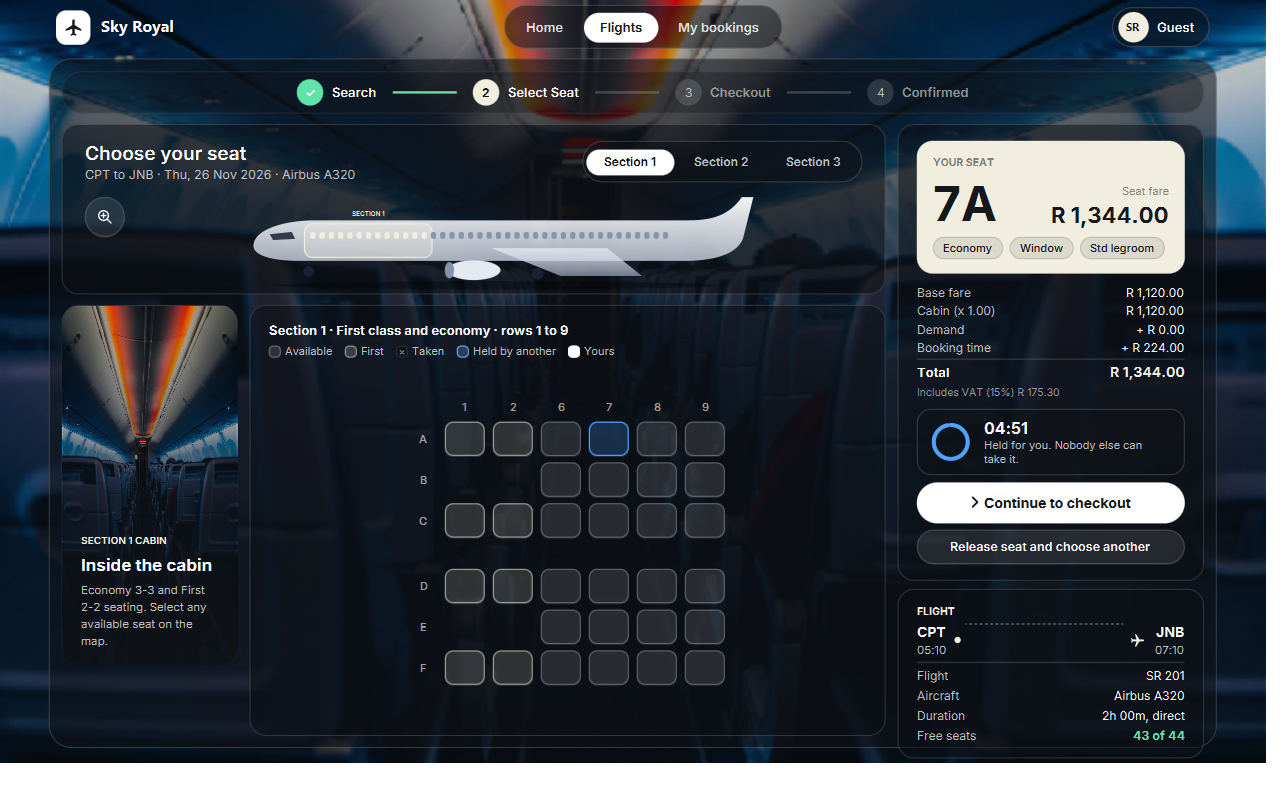 Sky Royal
Home
Flights
My bookings
SR
Guest
Search
2
Select Seat
3
Checkout
4
Confirmed
Choose your seat
CPT to JNB · Thu, 26 Nov 2026 · Airbus A320
Section 1
Section 2
Section 3
SECTION 1
SECTION 1 CABIN
Inside the cabin
Economy 3-3 and First
2-2 seating. Select any
available seat on the
map.
Section 1 · First class and economy · rows 1 to 9
Available
First
Taken
Held by another
Yours
1 2 6 7 8 9
A
B
C
D
E
F
YOUR SEAT
7A
Seat fare
R 1,344.00
Economy
Window
Std legroom
Base fare R 1,120.00
Cabin (x 1.00) R 1,120.00
Demand + R 0.00
Booking time + R 224.00
Total R 1,344.00
Includes VAT (15%) R 175.30
04:51
Held for you. Nobody else can
take it.
Continue to checkout
Release seat and choose another
FLIGHT
CPT JNB
05:10 07:10
Flight SR 201
Aircraft Airbus A320
Duration 2h 00m, direct
Free seats 43 of 44